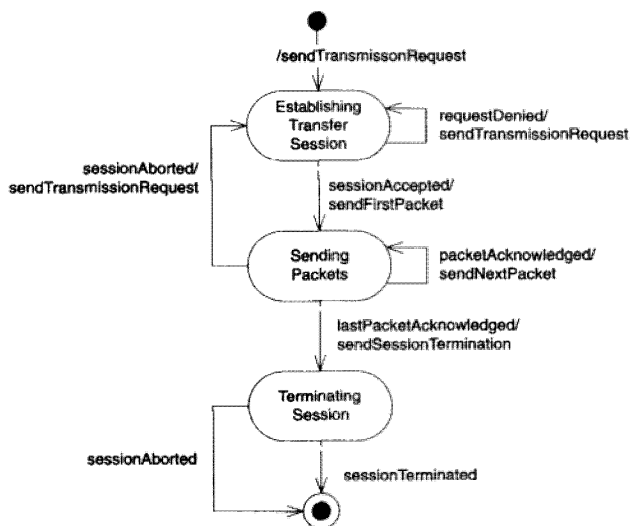 /sendTransmissonRequest
Establishing
Transfer
Session
requestDenied/
sendTransmissionRequest
sessionAborted/
sendTransmissionRequest
sessionAccepted/
sendFirstPacket
Sending
Packets
packetAcknowledged/
sendNextPacket
lastPacketAcknowledged/
sendSessionTermination
Terminating
Session
sessionAborted
sessionTerminated